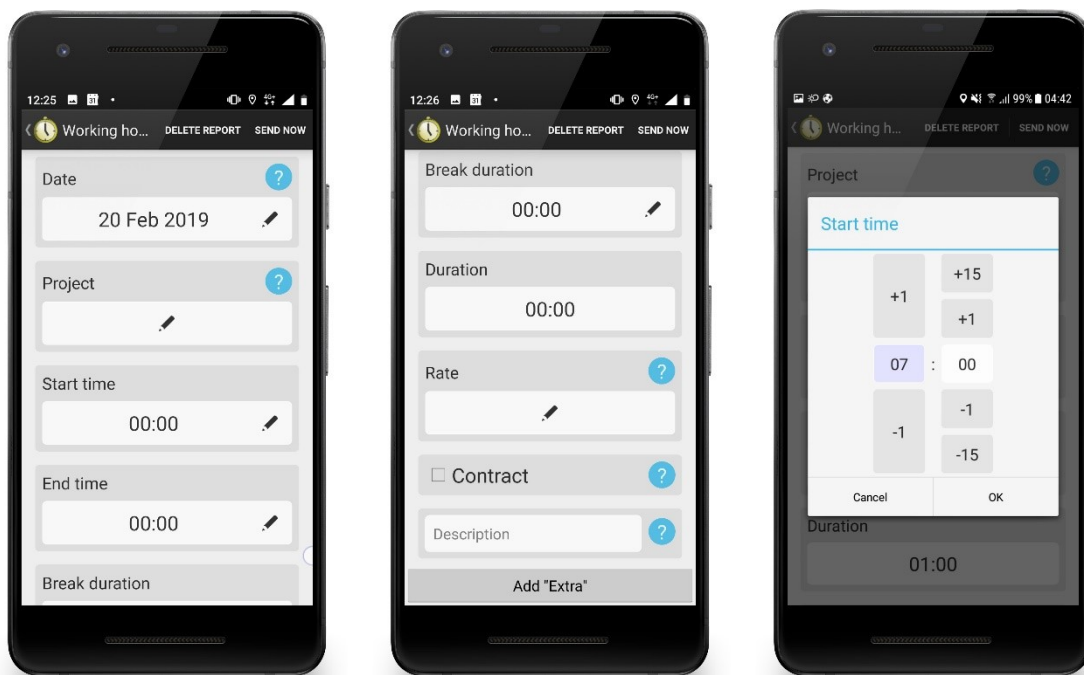 12:25 31
Working ho... DELETE REPORT SEND NOW
Date ?
20 Feb 2019
Project ?
Start time
00:00
End time
00:00
Break duration
12:26 31
Working ho... DELETE REPORT SEND NOW
Break duration
00:00
Duration
00:00
Rate ?
Contract ?
Description ?
Add "Extra"
99% 04:42
Working h... DELETE REPORT SEND NOW
Project ?
Start time
+15
+1
+1
07 : 00
-1
-1
-15
Cancel OK
Duration
01:00